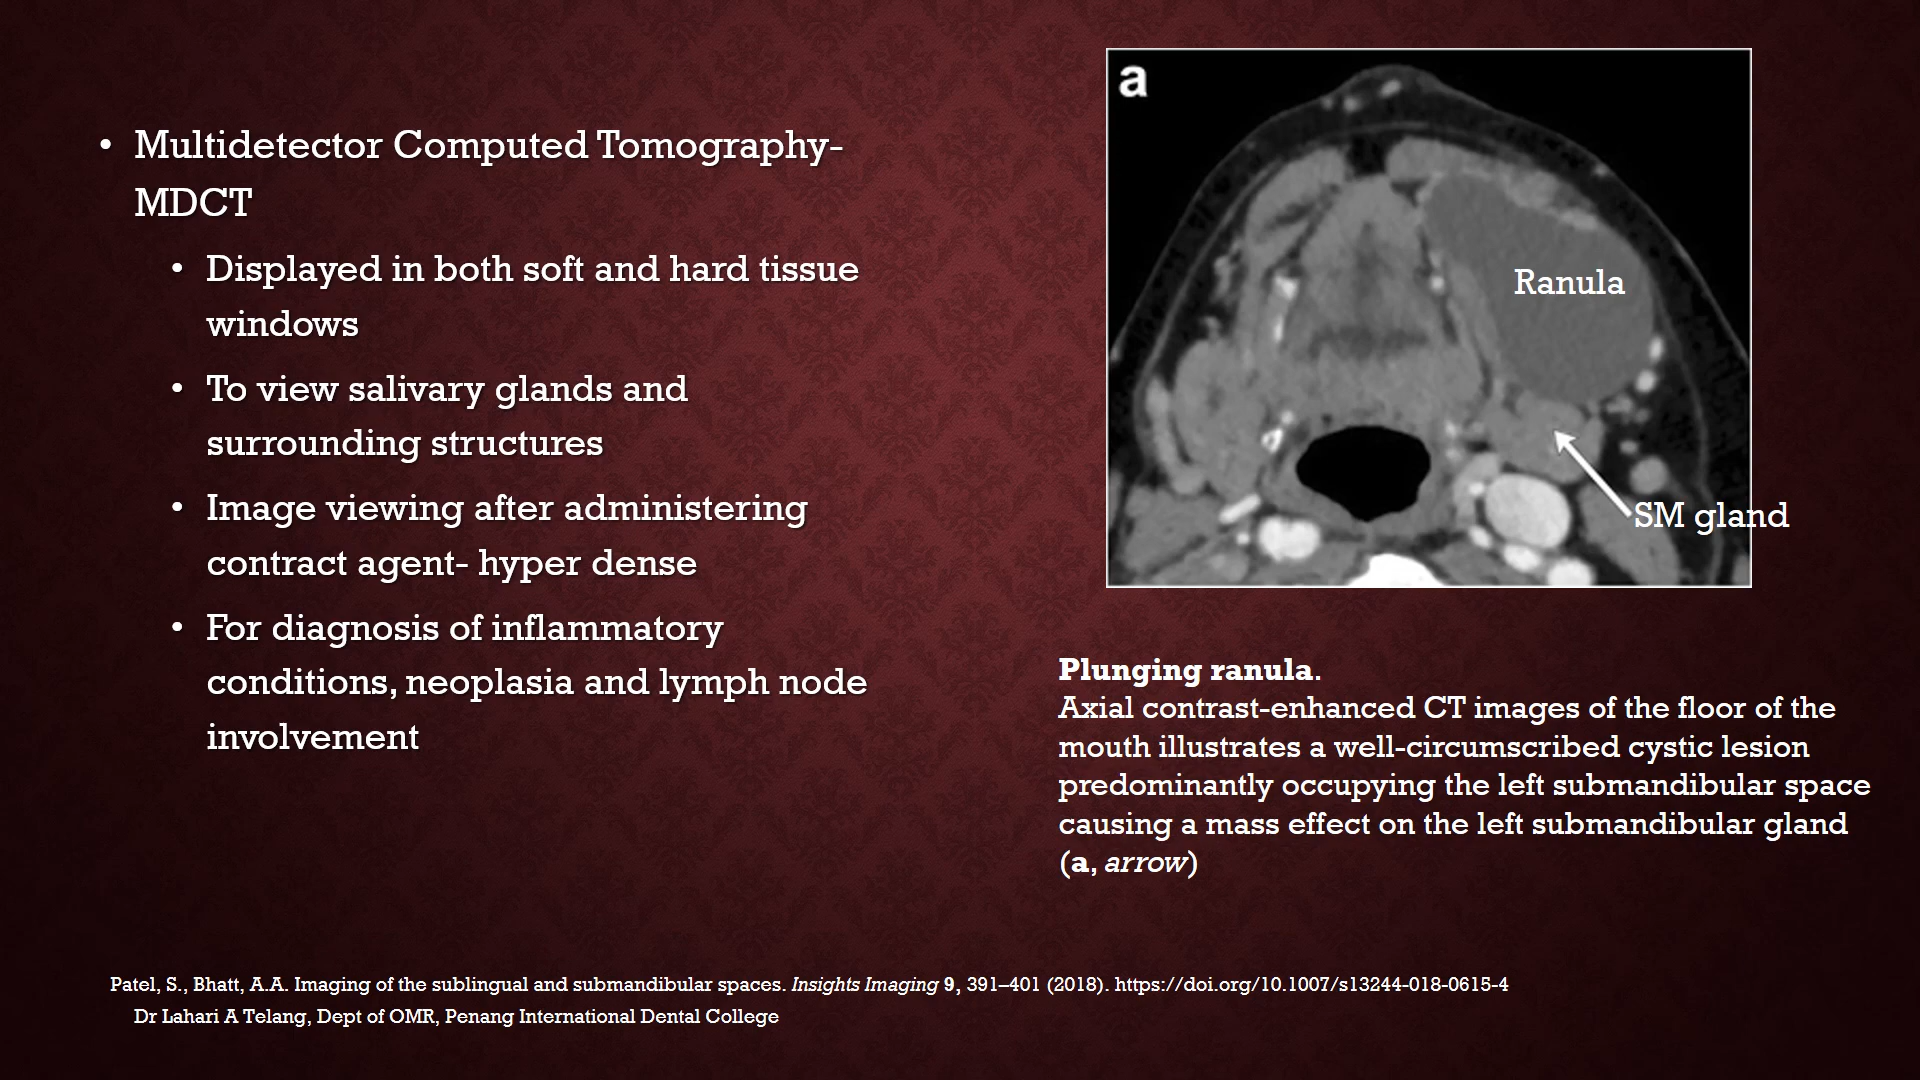 • Multidetector Computed Tomography-
MDCT
• Displayed in both soft and hard tissue
windows
• To view salivary glands and
surrounding structures
• Image viewing after administering
contract agent- hyper dense
• For diagnosis of inflammatory
conditions, neoplasia and lymph node
involvement
a
Ranula
SM gland
Plunging ranula.
Axial contrast-enhanced CT images of the floor of the
mouth illustrates a well-circumscribed cystic lesion
predominantly occupying the left submandibular space
causing a mass effect on the left submandibular gland
(a, arrow)
Patel, S., Bhatt, A.A. Imaging of the sublingual and submandibular spaces. Insights Imaging 9, 391–401 (2018). https://doi.org/10.1007/s13244-018-0615-4
Dr Lahari A Telang, Dept of OMR, Penang International Dental College